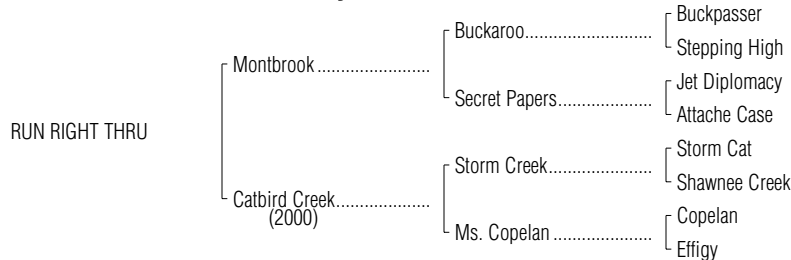 Buckpasser
Buckaroo..............................
Stepping High
Montbrook ..........................
Jet Diplomacy
Secret Papers......................
Attache Case
RUN RIGHT THRU
Storm Cat
Storm Creek........................
Shawnee Creek
Catbird Creek......................
(2000)
Copelan
Ms. Copelan .......................
Effigy